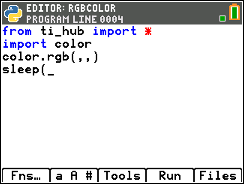 EDITOR: RGBCOLOR
PROGRAM LINE 0004
from ti_hub import *
import color
color.rgb(,,)
sleep(_
Fns… a A # Tools Run Files